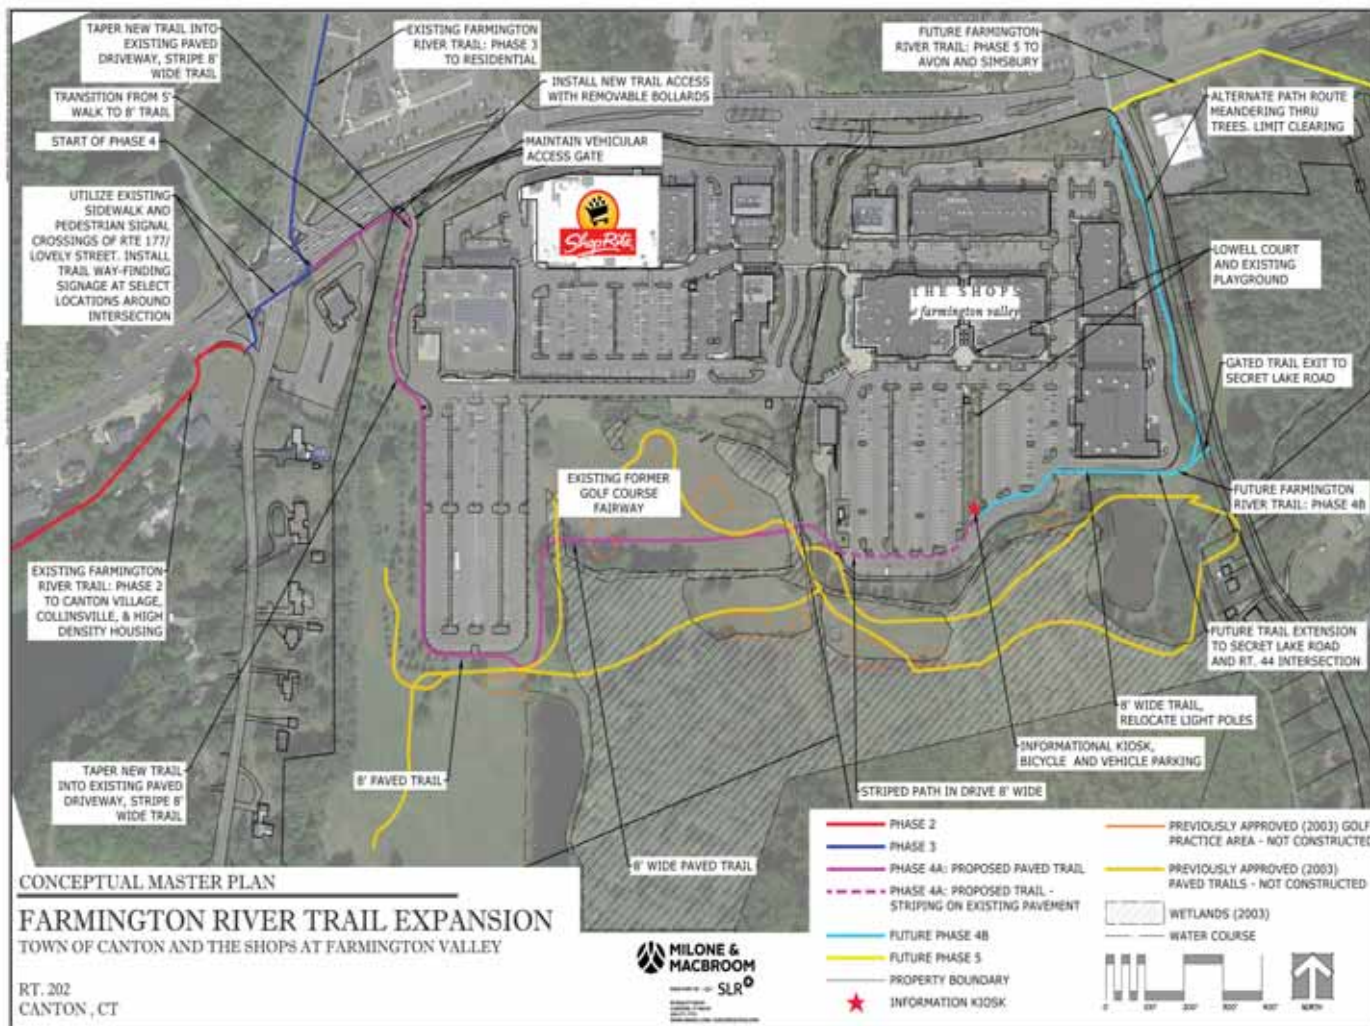 TAPER NEW TRAIL INTO
EXISTING PAVED
DRIVEWAY, STRIPE 8'
WIDE TRAIL
EXISTING FARMINGTON
RIVER TRAIL: PHASE 3
TO RESIDENTIAL
FUTURE FARMINGTON
RIVER TRAIL: PHASE 5 TO
AVON AND SIMSBURY
TRANSITION FROM 5'
WALK TO 8' TRAIL
INSTALL NEW TRAIL ACCESS
WITH REMOVABLE BOLLARDS
ALTERNATE PATH ROUTE
MEANDERING THRU
TREES. LIMIT CLEARING
START OF PHASE 4
MAINTAIN VEHICULAR
ACCESS GATE
UTILIZE EXISTING
SIDEWALK AND
PEDESTRIAN SIGNAL
CROSSINGS OF RTE 177/
LOVELY STREET. INSTALL
TRAIL WAY-FINDING
SIGNAGE AT SELECT
LOCATIONS AROUND
INTERSECTION
ShopRite
LOWELL COURT
AND EXISTING
PLAYGROUND
THE SHOPS
at farmington valley
GATED TRAIL EXIT TO
SECRET LAKE ROAD
EXISTING FORMER
GOLF COURSE
FAIRWAY
FUTURE FARMINGTON
RIVER TRAIL: PHASE 4B
EXISTING FARMINGTON
RIVER TRAIL: PHASE 2
TO CANTON VILLAGE,
COLLINSVILLE, & HIGH
DENSITY HOUSING
FUTURE TRAIL EXTENSION
TO SECRET LAKE ROAD
AND RT. 44 INTERSECTION
8' WIDE TRAIL,
RELOCATE LIGHT POLES
INFORMATIONAL KIOSK,
BICYCLE AND VEHICLE PARKING
TAPER NEW TRAIL
INTO EXISTING PAVED
DRIVEWAY, STRIPE 8'
WIDE TRAIL
8' PAVED TRAIL
STRIPED PATH IN DRIVE 8' WIDE
8' WIDE PAVED TRAIL
CONCEPTUAL MASTER PLAN
FARMINGTON RIVER TRAIL EXPANSION
TOWN OF CANTON AND THE SHOPS AT FARMINGTON VALLEY
RT. 202
CANTON, CT
MILONE &
MACBROOM
SLR
PHASE 2
PHASE 3
PHASE 4A: PROPOSED PAVED TRAIL
PHASE 4A: PROPOSED TRAIL -
STRIPING ON EXISTING PAVEMENT
FUTURE PHASE 4B
FUTURE PHASE 5
PROPERTY BOUNDARY
INFORMATION KIOSK
PREVIOUSLY APPROVED (2003) GOLF
PRACTICE AREA - NOT CONSTRUCTED
PREVIOUSLY APPROVED (2003)
PAVED TRAILS - NOT CONSTRUCTED
WETLANDS (2003)
WATER COURSE
0 100' 200' 300' 400'
NORTH